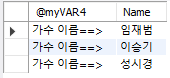 @myVAR4 Name
가수 이름==> 임재범
가수 이름==> 이승기
가수 이름==> 성시경